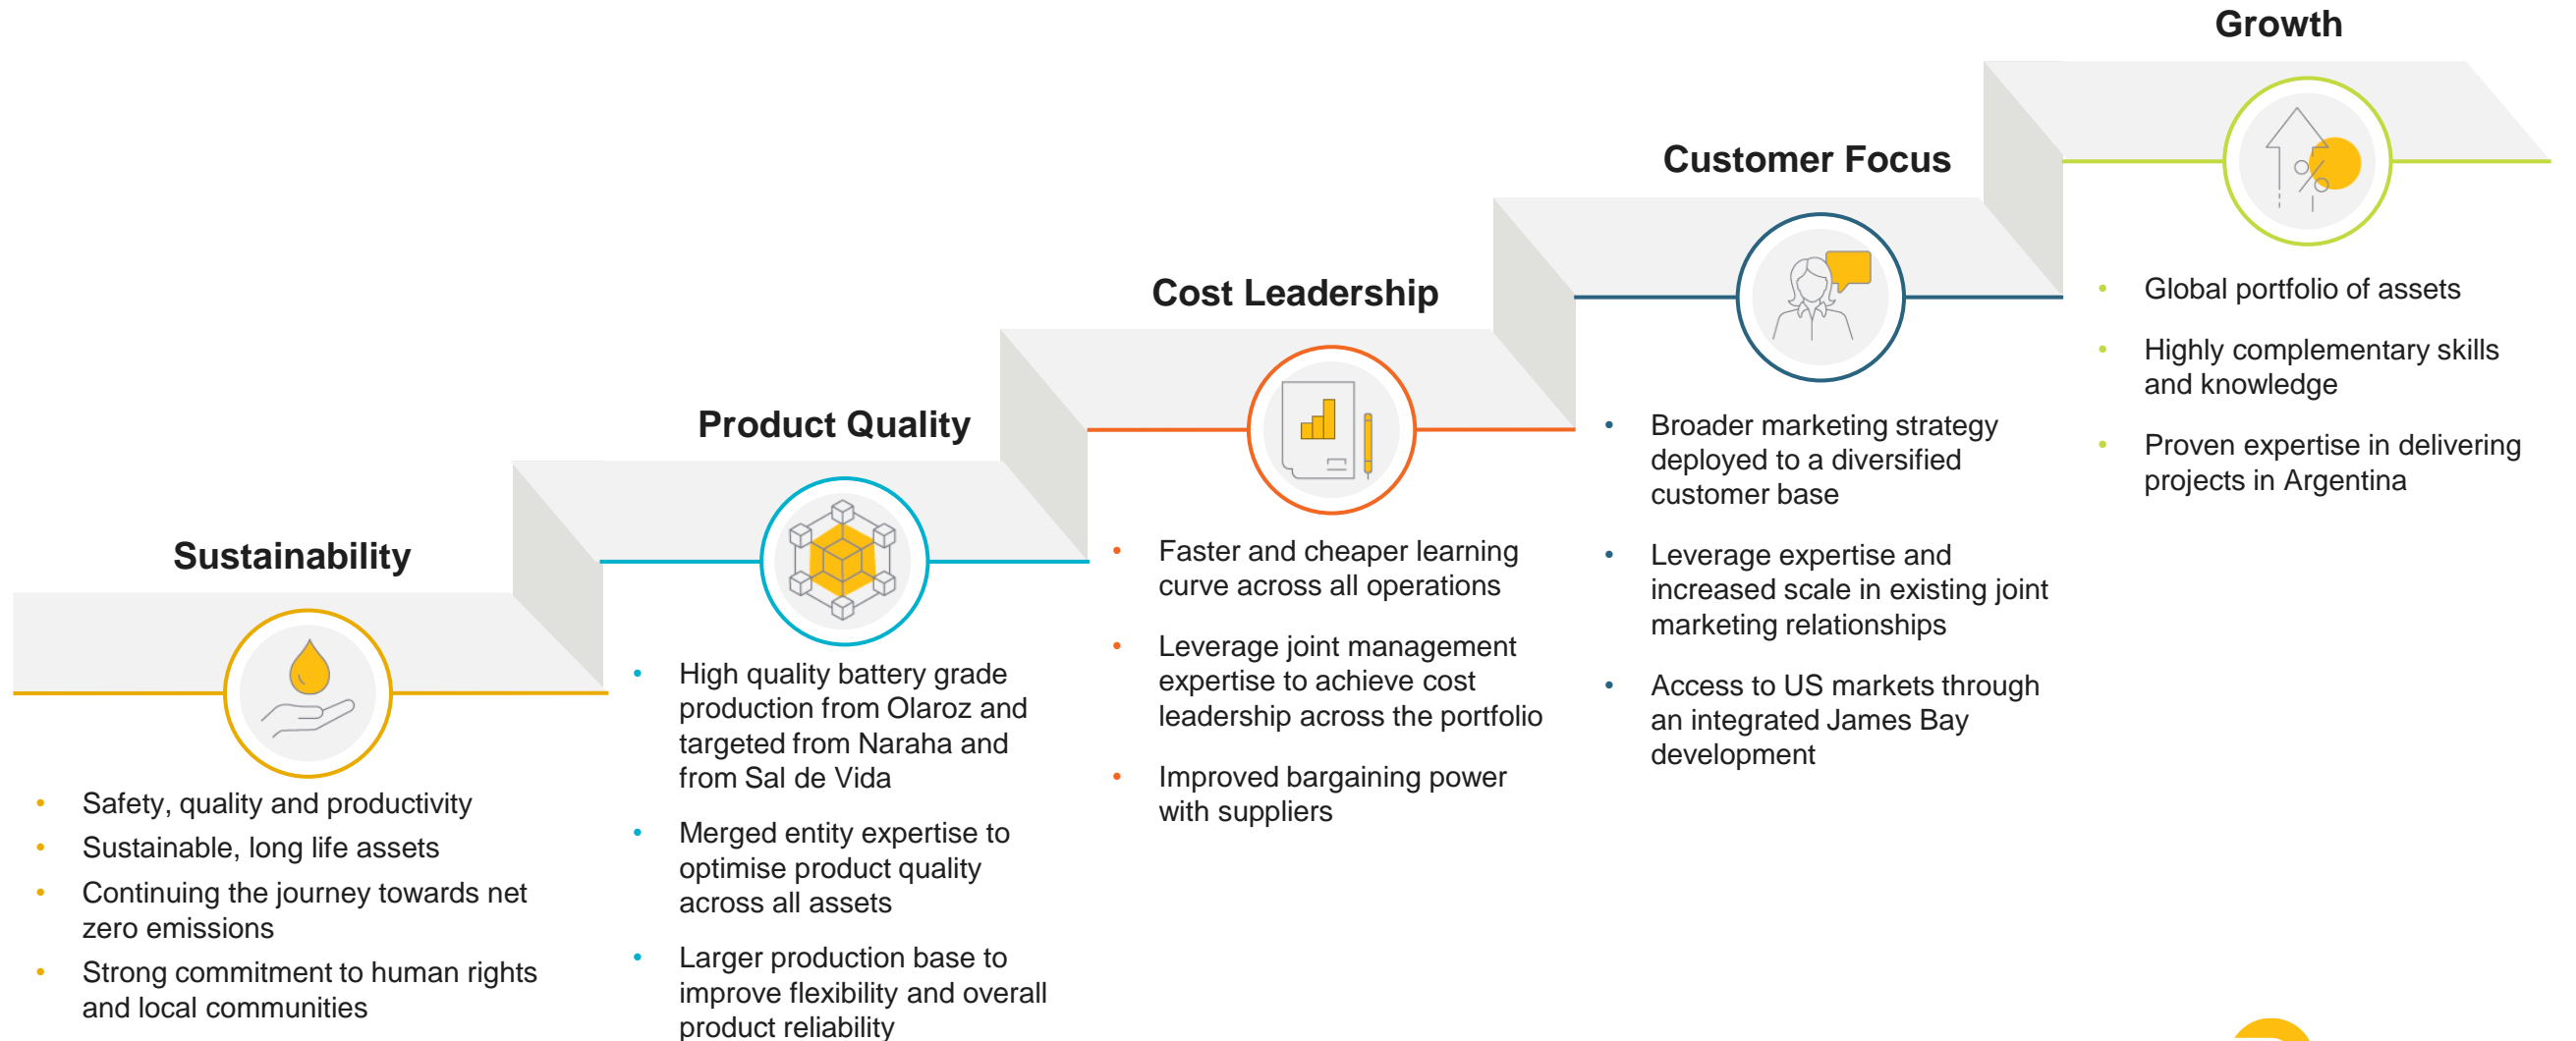 Sustainability
• Safety, quality and productivity
• Sustainable, long life assets
• Continuing the journey towards net
zero emissions
• Strong commitment to human rights
and local communities
Product Quality
• High quality battery grade
production from Olaroz and
targeted from Naraha and
from Sal de Vida
• Merged entity expertise to
optimise product quality
across all assets
• Larger production base to
improve flexibility and overall
product reliability
Cost Leadership
• Faster and cheaper learning
curve across all operations
• Leverage joint management
expertise to achieve cost
leadership across the portfolio
• Improved bargaining power
with suppliers
Customer Focus
• Broader marketing strategy
deployed to a diversified
customer base
• Leverage expertise and
increased scale in existing joint
marketing relationships
• Access to US markets through
an integrated James Bay
development
Growth
• Global portfolio of assets
• Highly complementary skills
and knowledge
• Proven expertise in delivering
projects in Argentina